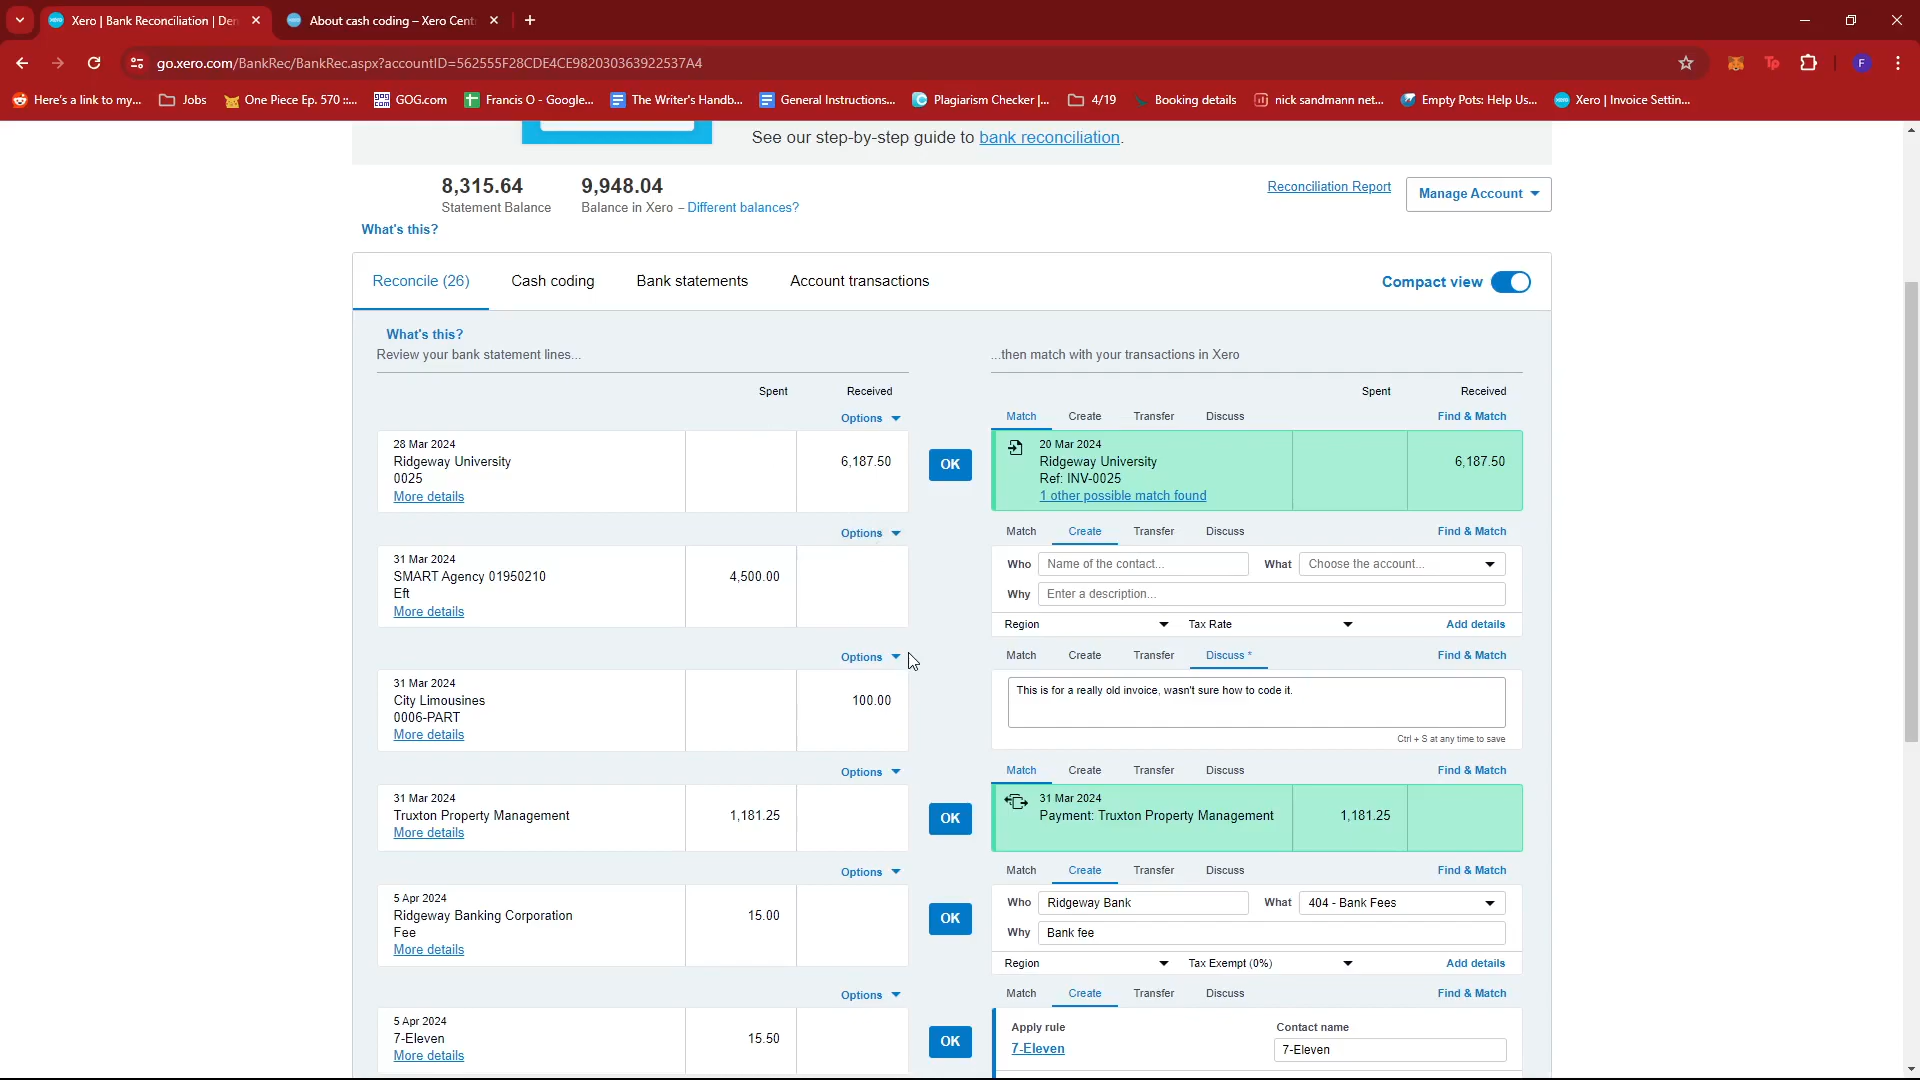 Xero | Bank Reconciliation | Den
About cash coding – Xero Cent
go.xero.com/BankRec/BankRec.aspx?accountID=562555F28CDE4CE982030363922537A4
F
Here's a link to my...
Jobs
One Piece Ep. 570 ::...
GOG.com
Francis O - Google...
The Writer's Handb...
General Instructions...
Plagiarism Checker |...
4/19
Booking details
nick sandmann net...
Empty Pots: Help Us...
Xero | Invoice Settin...
See our step-by-step guide to bank reconciliation.
8,315.64
Statement Balance
9,948.04
Balance in Xero – Different balances?
What's this?
Reconciliation Report
Manage Account
Reconcile (26)
Cash coding
Bank statements
Account transactions
Compact view
What's this?
Review your bank statement lines...
...then match with your transactions in Xero
Spent Received
Spent Received
Options
Match Create Transfer Discuss Find & Match
28 Mar 2024
Ridgeway University
0025
More details
6,187.50
OK
20 Mar 2024
Ridgeway University
Ref: INV-0025
1 other possible match found
6,187.50
Options
Match Create Transfer Discuss Find & Match
31 Mar 2024
SMART Agency 01950210
Eft
More details
4,500.00
Who Name of the contact... What Choose the account...
Why Enter a description...
Region Tax Rate Add details
Options
Match Create Transfer Discuss * Find & Match
31 Mar 2024
City Limousines
0006-PART
More details
100.00
This is for a really old invoice, wasn't sure how to code it.
Ctrl + S at any time to save
Options
Match Create Transfer Discuss Find & Match
31 Mar 2024
Truxton Property Management
More details
1,181.25
OK
31 Mar 2024
Payment: Truxton Property Management
1,181.25
Options
Match Create Transfer Discuss Find & Match
5 Apr 2024
Ridgeway Banking Corporation
Fee
More details
15.00
OK
Who Ridgeway Bank What 404 - Bank Fees
Why Bank fee
Region Tax Exempt (0%) Add details
Options
Match Create Transfer Discuss Find & Match
5 Apr 2024
7-Eleven
More details
15.50
OK
Apply rule
7-Eleven
Contact name
7-Eleven